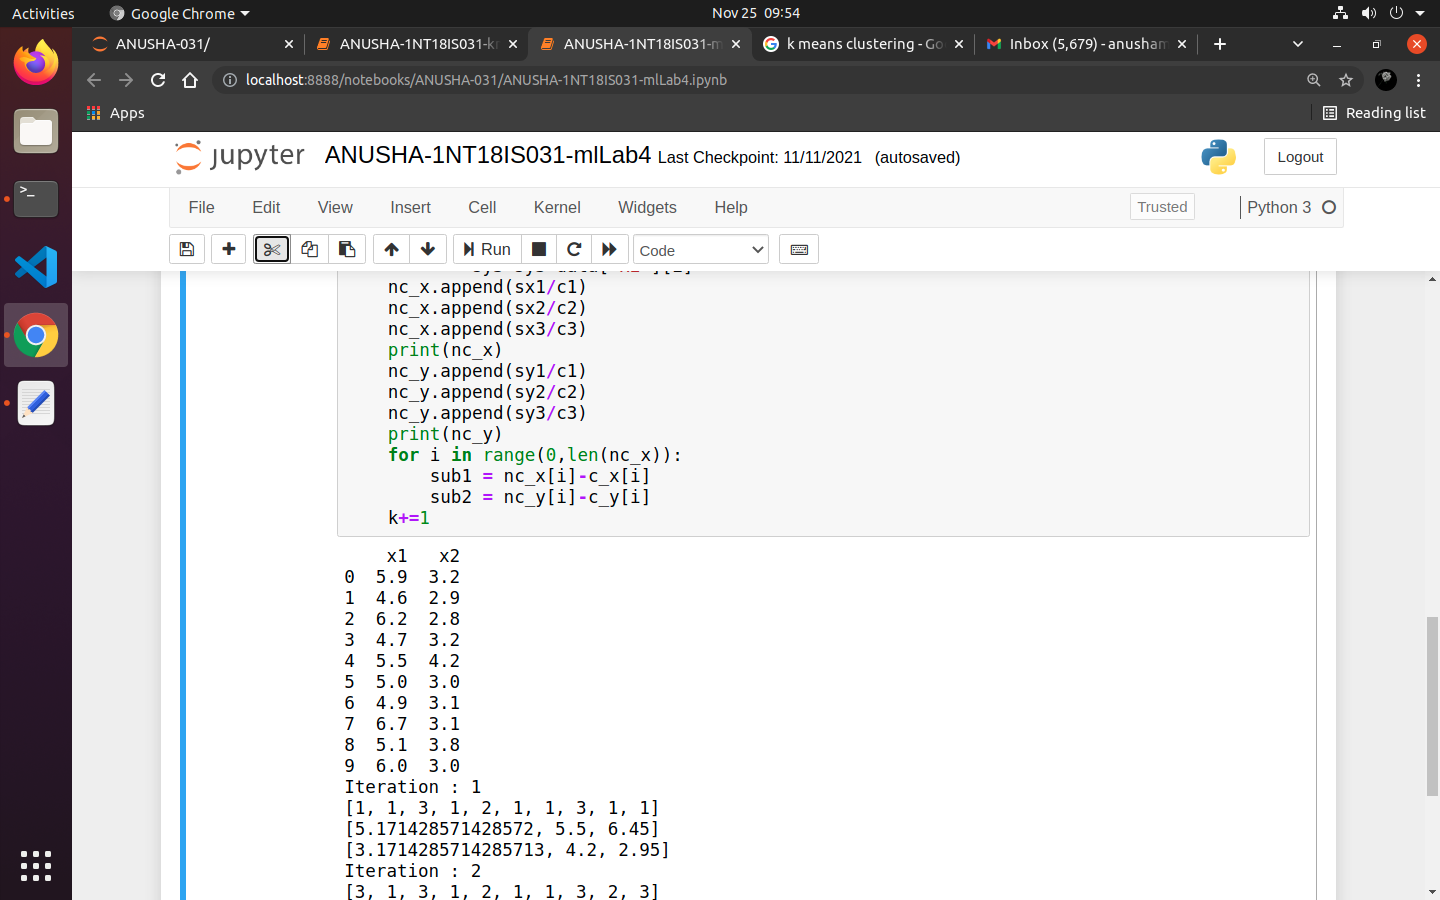 Activities
Google Chrome
Nov 25 09:54
ANUSHA-031/
ANUSHA-1NT18IS031-kn
ANUSHA-1NT18IS031-m
k means clustering - Go
Inbox (5,679) - anusham
localhost:8888/notebooks/ANUSHA-031/ANUSHA-1NT18IS031-mlLab4.ipynb
Apps
Reading list
jupyter
ANUSHA-1NT18IS031-mlLab4 Last Checkpoint: 11/11/2021 (autosaved)
Logout
File Edit View Insert Cell Kernel Widgets Help
Trusted
Python 3
Run
Code
nc_x.append(sx1/c1)
nc_x.append(sx2/c2)
nc_x.append(sx3/c3)
print(nc_x)
nc_y.append(sy1/c1)
nc_y.append(sy2/c2)
nc_y.append(sy3/c3)
print(nc_y)
for i in range(0,len(nc_x)):
sub1 = nc_x[i]-c_x[i]
sub2 = nc_y[i]-c_y[i]
k+=1
x1 x2
0 5.9 3.2
1 4.6 2.9
2 6.2 2.8
3 4.7 3.2
4 5.5 4.2
5 5.0 3.0
6 4.9 3.1
7 6.7 3.1
8 5.1 3.8
9 6.0 3.0
Iteration : 1
[1, 1, 3, 1, 2, 1, 1, 3, 1, 1]
[5.171428571428572, 5.5, 6.45]
[3.1714285714285713, 4.2, 2.95]
Iteration : 2
[3, 1, 3, 1, 2, 1, 1, 3, 2, 3]